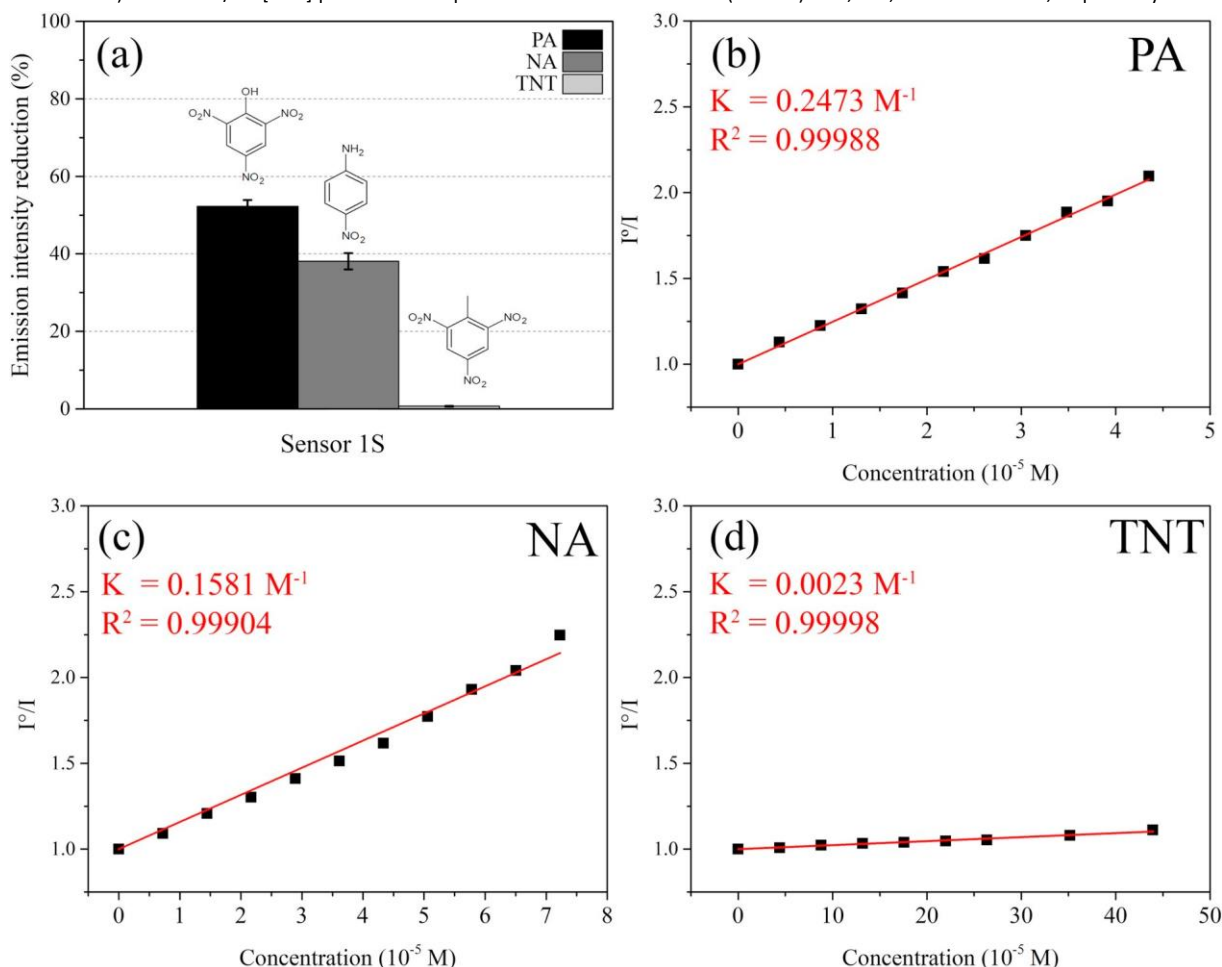 100
80
60
40
20
0
Emission intensity reduction (%)
(a)
PA
NA
TNT
OH
NO₂
NO₂
NO₂
NH₂
NO₂
NO₂
NO₂
NO₂
Sensor 1S
3.0
2.5
2.0
1.5
1.0
Iº/I
(b)
PA
K = 0.2473 M⁻¹
R² = 0.99988
0 1 2 3 4 5
Concentration (10⁻⁵ M)
3.0
2.5
2.0
1.5
1.0
I°/I
(c)
NA
K = 0.1581 M⁻¹
R² = 0.99904
0 1 2 3 4 5 6 7 8
Concentration (10⁻⁵ M)
3.0
2.5
2.0
1.5
1.0
I°/I
(d)
TNT
K = 0.0023 M⁻¹
R² = 0.99998
0 10 20 30 40 50
Concentration (10⁻⁵ M)